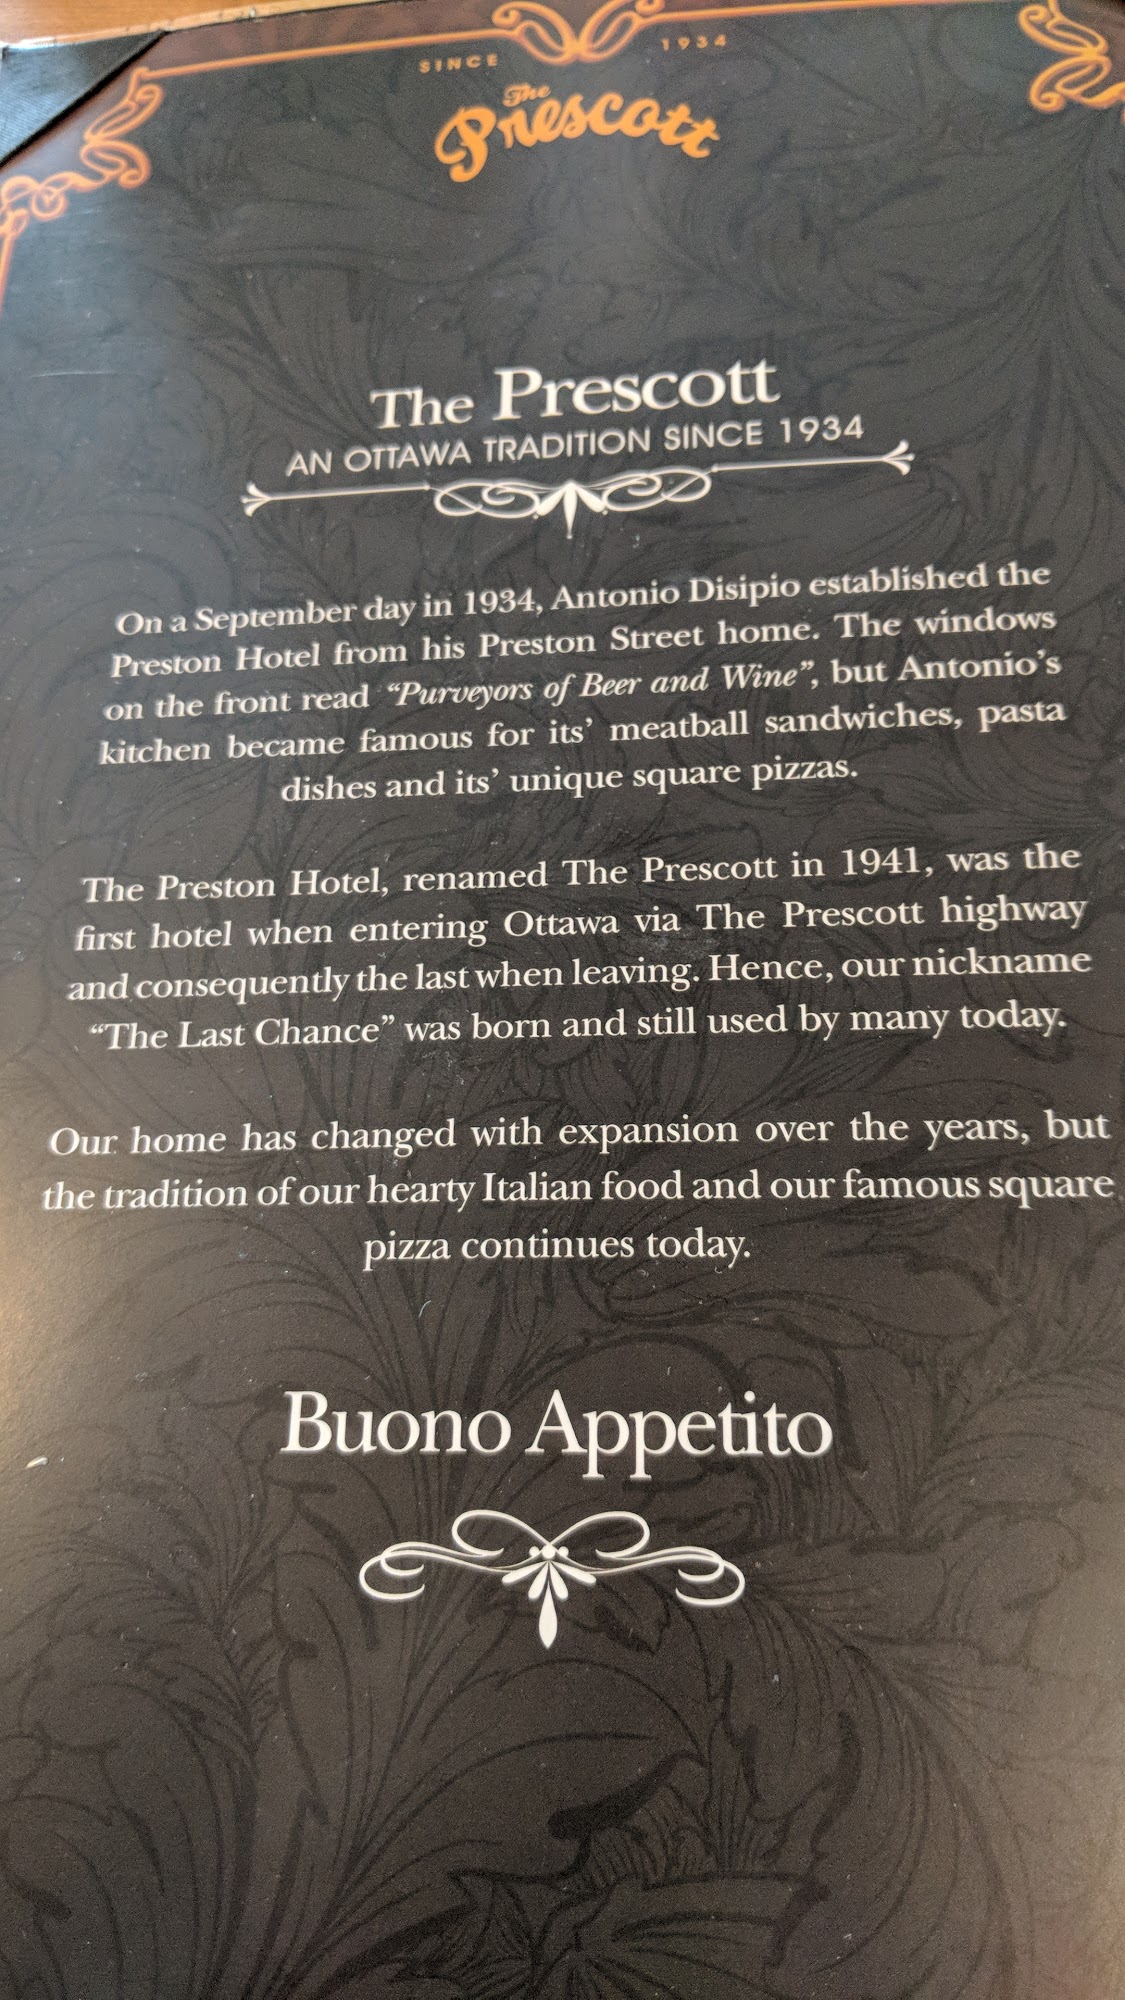 SINCE 1934
The
Prescott
The Prescott
AN OTTAWA TRADITION SINCE 1934
On a September day in 1934, Antonio Disipio established the
Preston Hotel from his Preston Street home. The windows
on the front read “Purveyors of Beer and Wine”, but Antonio’s
kitchen became famous for its’ meatball sandwiches, pasta
dishes and its’ unique square pizzas.
The Preston Hotel, renamed The Prescott in 1941, was the
first hotel when entering Ottawa via The Prescott highway
and consequently the last when leaving. Hence, our nickname
“The Last Chance” was born and still used by many today.
Our home has changed with expansion over the years, but
the tradition of our hearty Italian food and our famous square
pizza continues today.
Buono Appetito